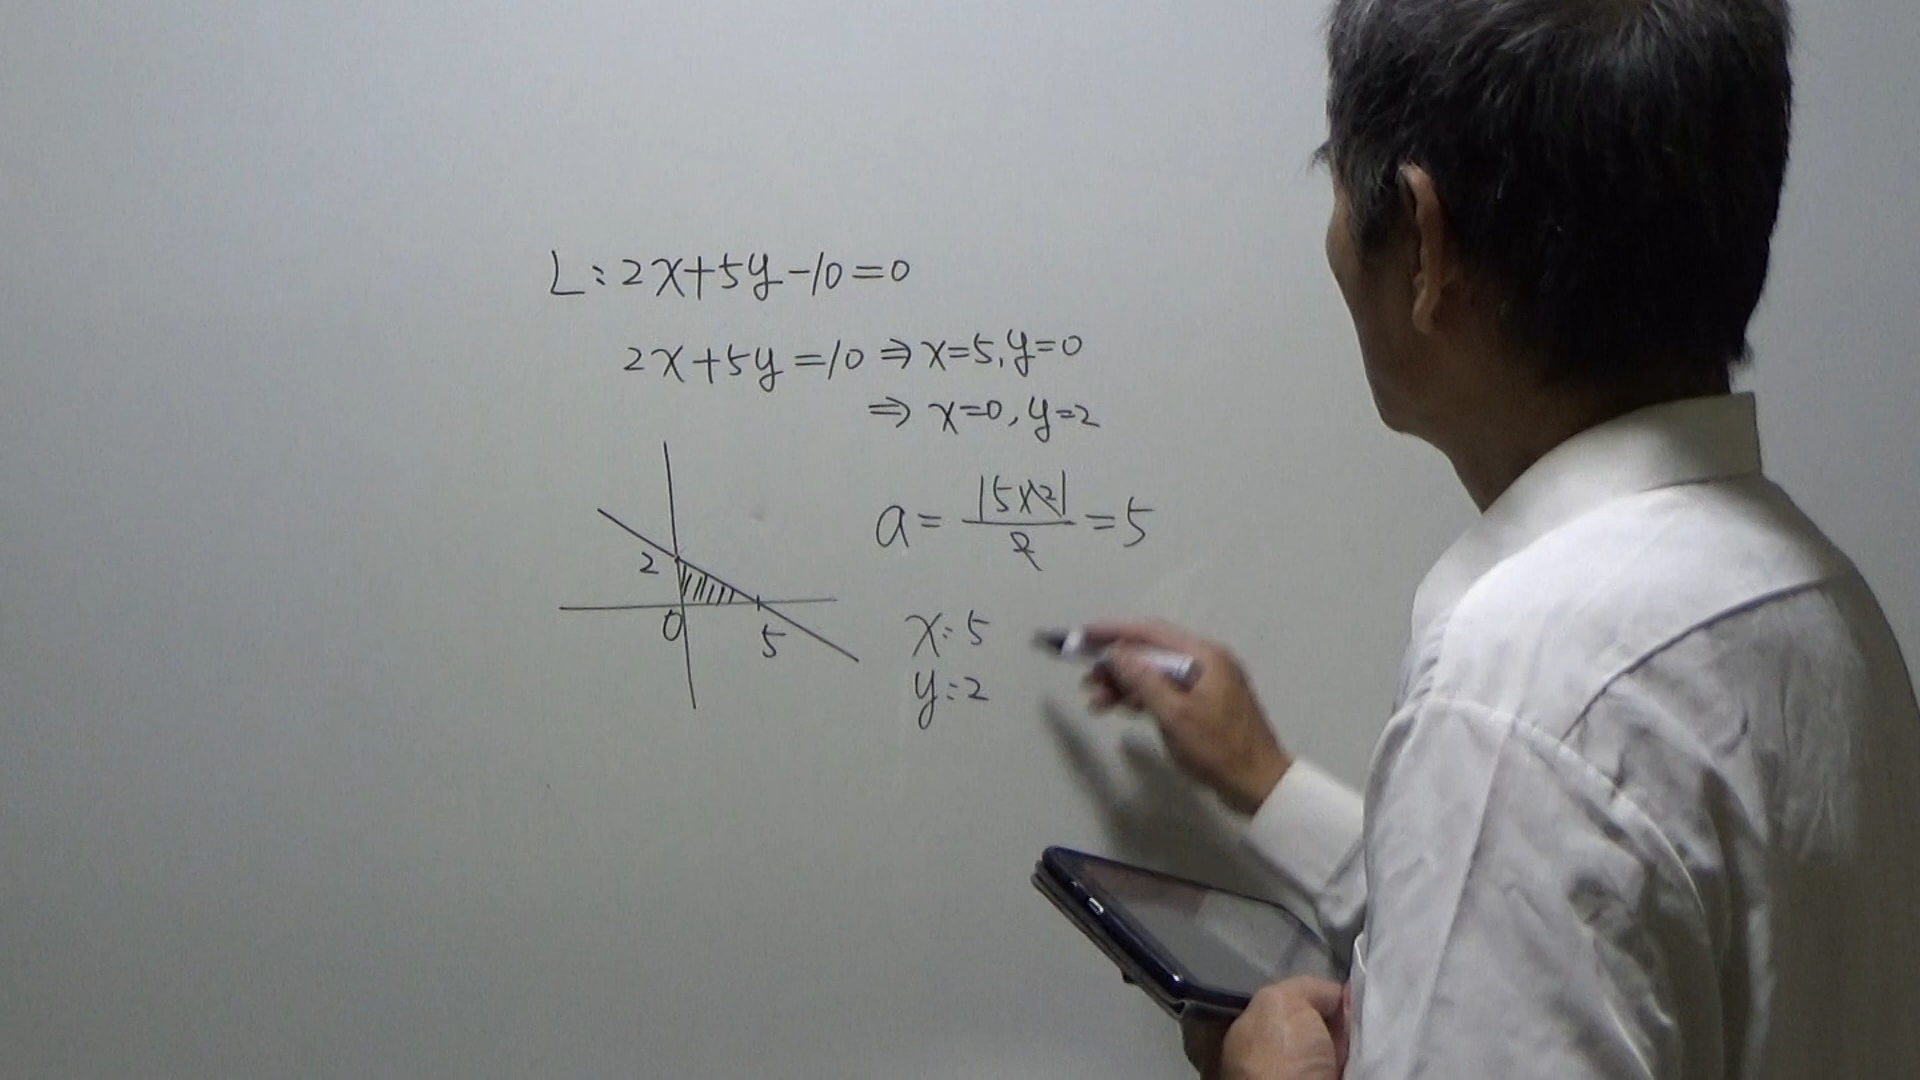 L: 2x+5y-10=0
2x+5y=10 ⇒ x=5, y=0
⇒ x=0, y=2
a = |5×2|/2 = 5
2
0
5
x: 5
y: 2